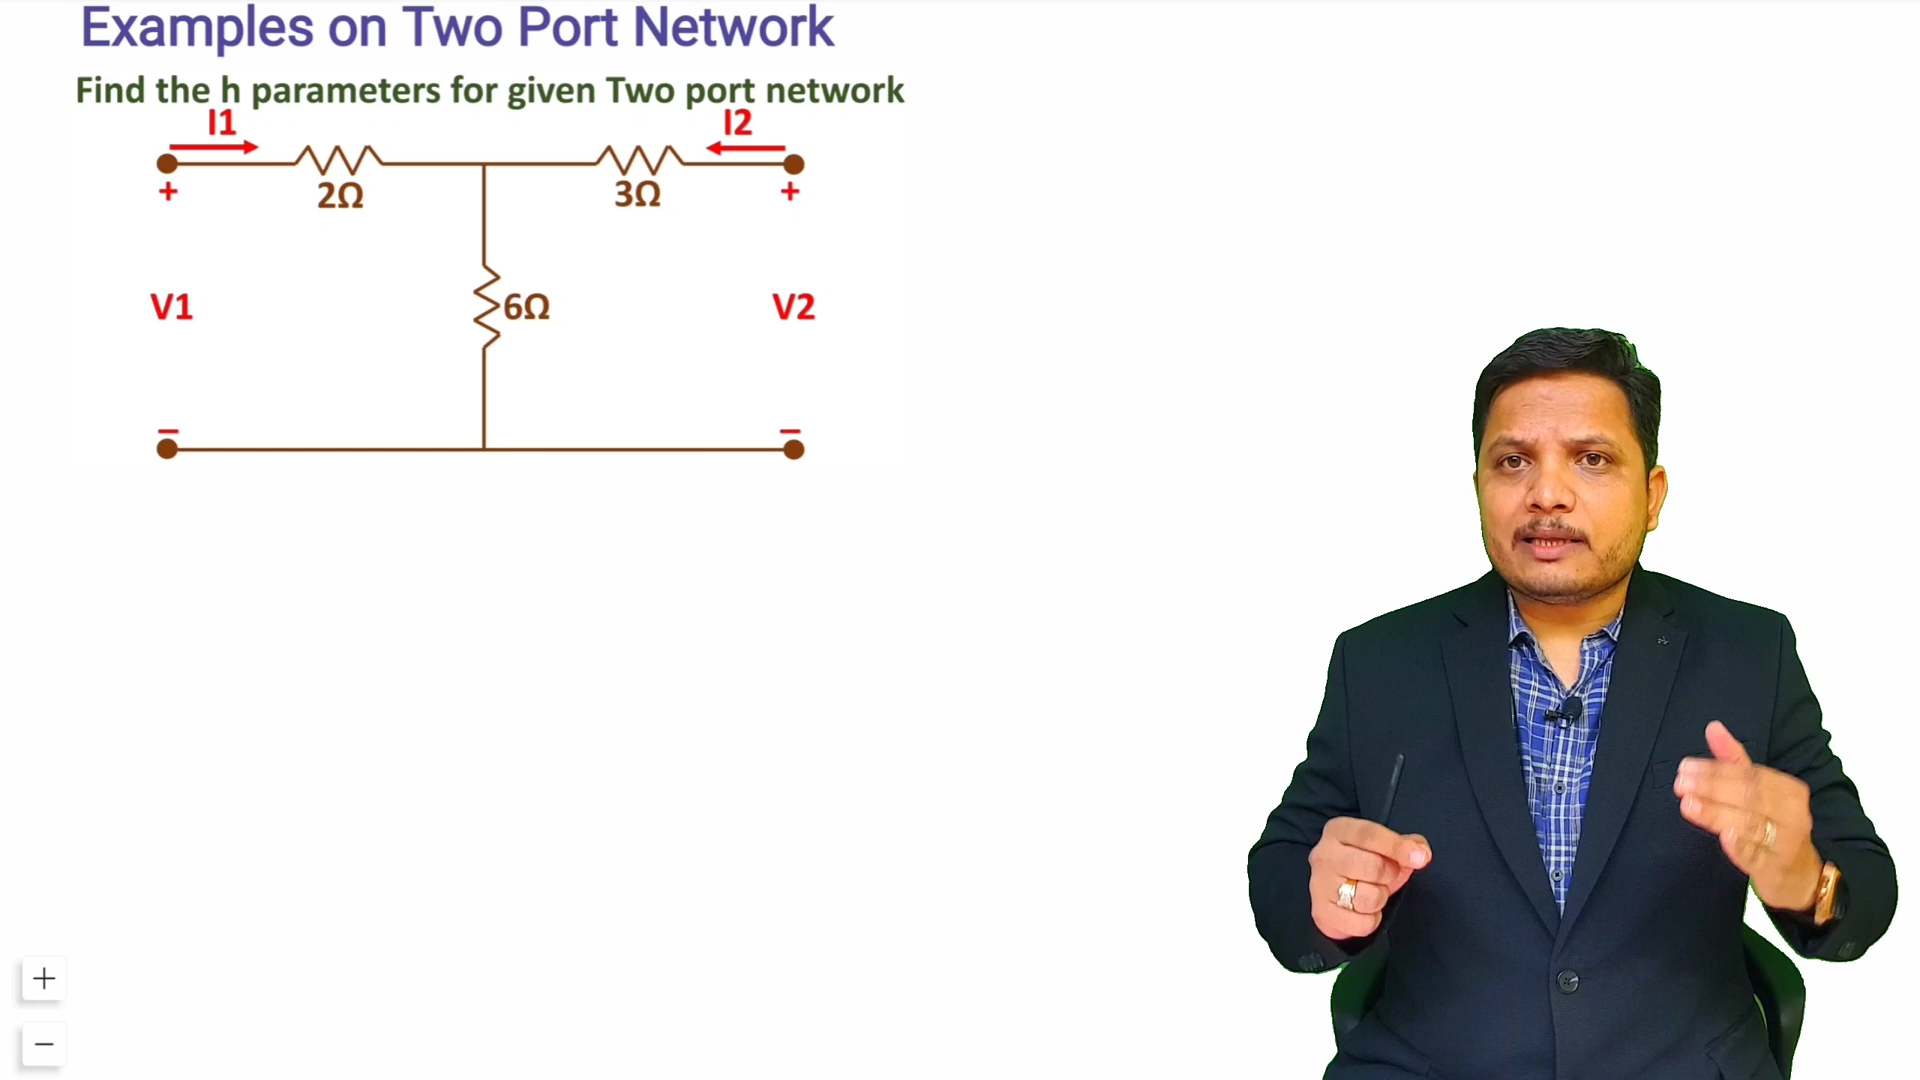 Examples on Two Port Network
Find the h parameters for given Two port network
I1
I2
+
2Ω
3Ω
+
V1
6Ω
V2
−
−
+
−